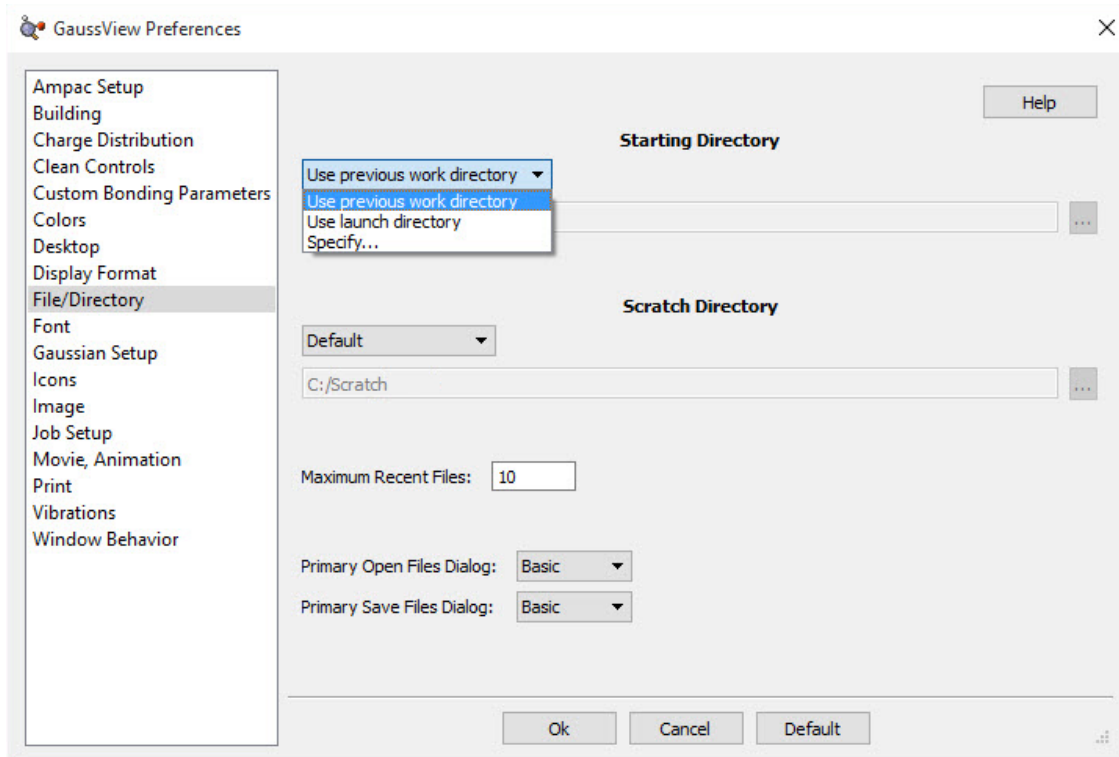 GaussView Preferences
Ampac Setup
Building
Charge Distribution
Clean Controls
Custom Bonding Parameters
Colors
Desktop
Display Format
File/Directory
Font
Gaussian Setup
Icons
Image
Job Setup
Movie, Animation
Print
Vibrations
Window Behavior
Help
Starting Directory
Use previous work directory
Use previous work directory
Use launch directory
Specify...
...
Scratch Directory
Default
C:/Scratch
...
Maximum Recent Files: 10
Primary Open Files Dialog: Basic
Primary Save Files Dialog: Basic
Ok Cancel Default